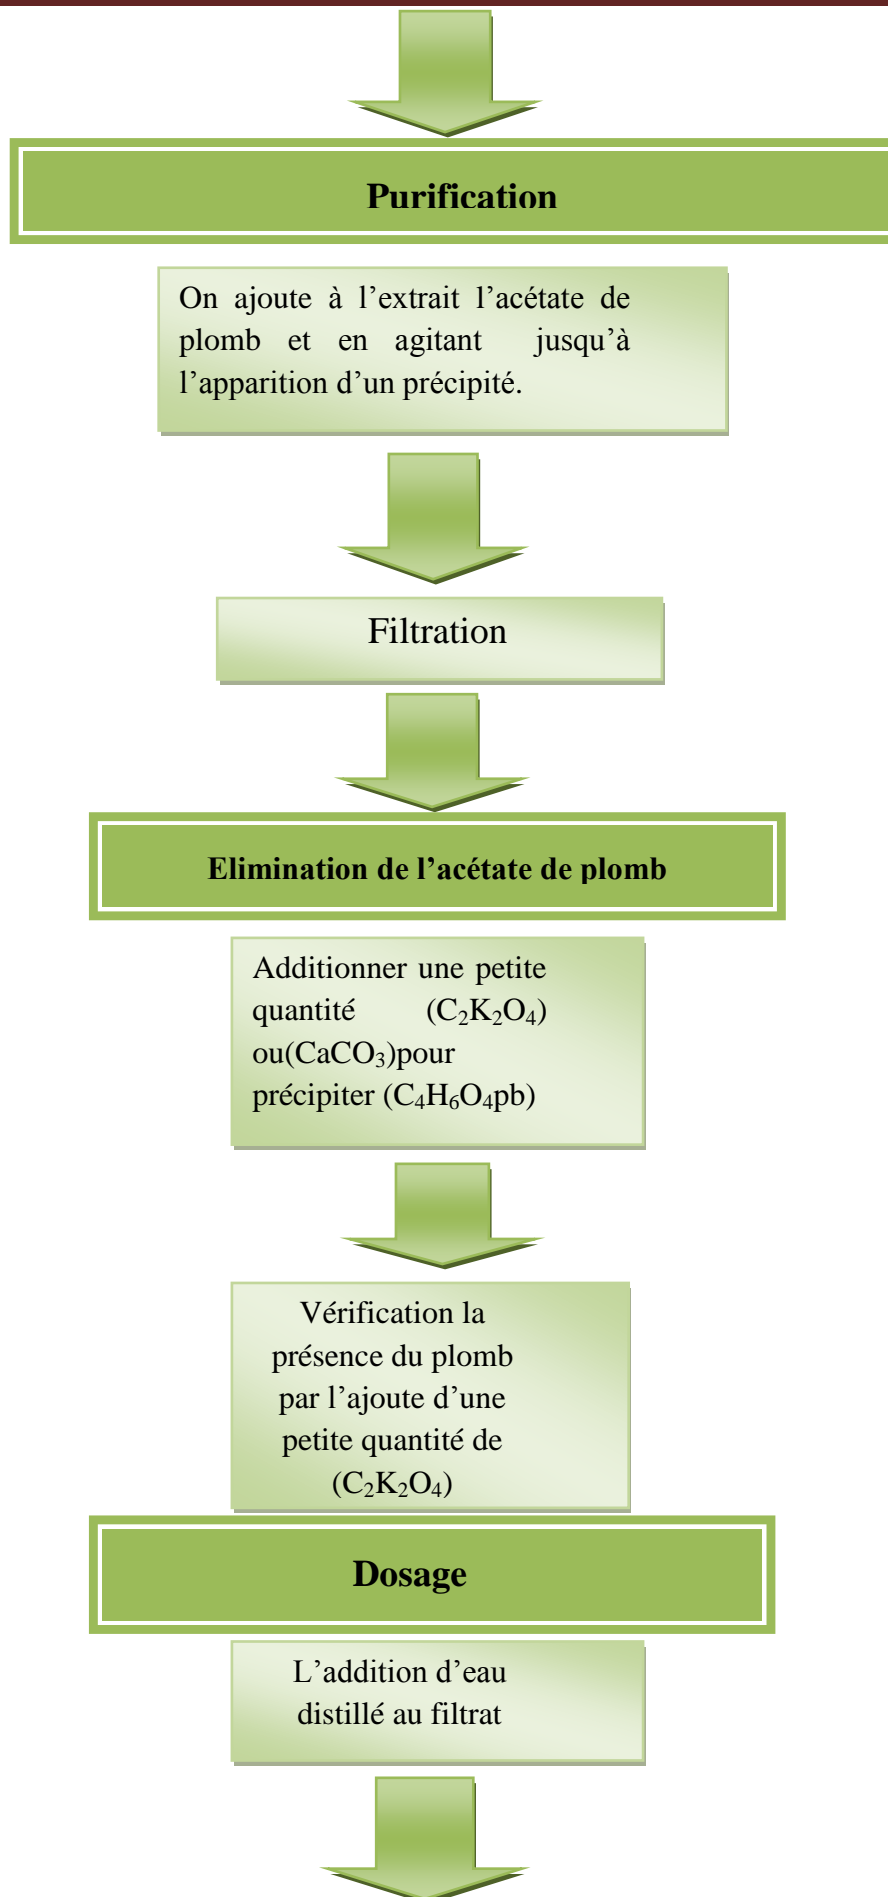 Purification
On ajoute à l’extrait l’acétate de
plomb et en agitant jusqu’à
l’apparition d’un précipité.
Filtration
Elimination de l’acétate de plomb
Additionner une petite
quantité (C₂K₂O₄)
ou(CaCO₃)pour
précipiter (C₄H₆O₄pb)
Vérification la
présence du plomb
par l’ajoute d’une
petite quantité de
(C₂K₂O₄)
Dosage
L’addition d’eau
distillé au filtrat